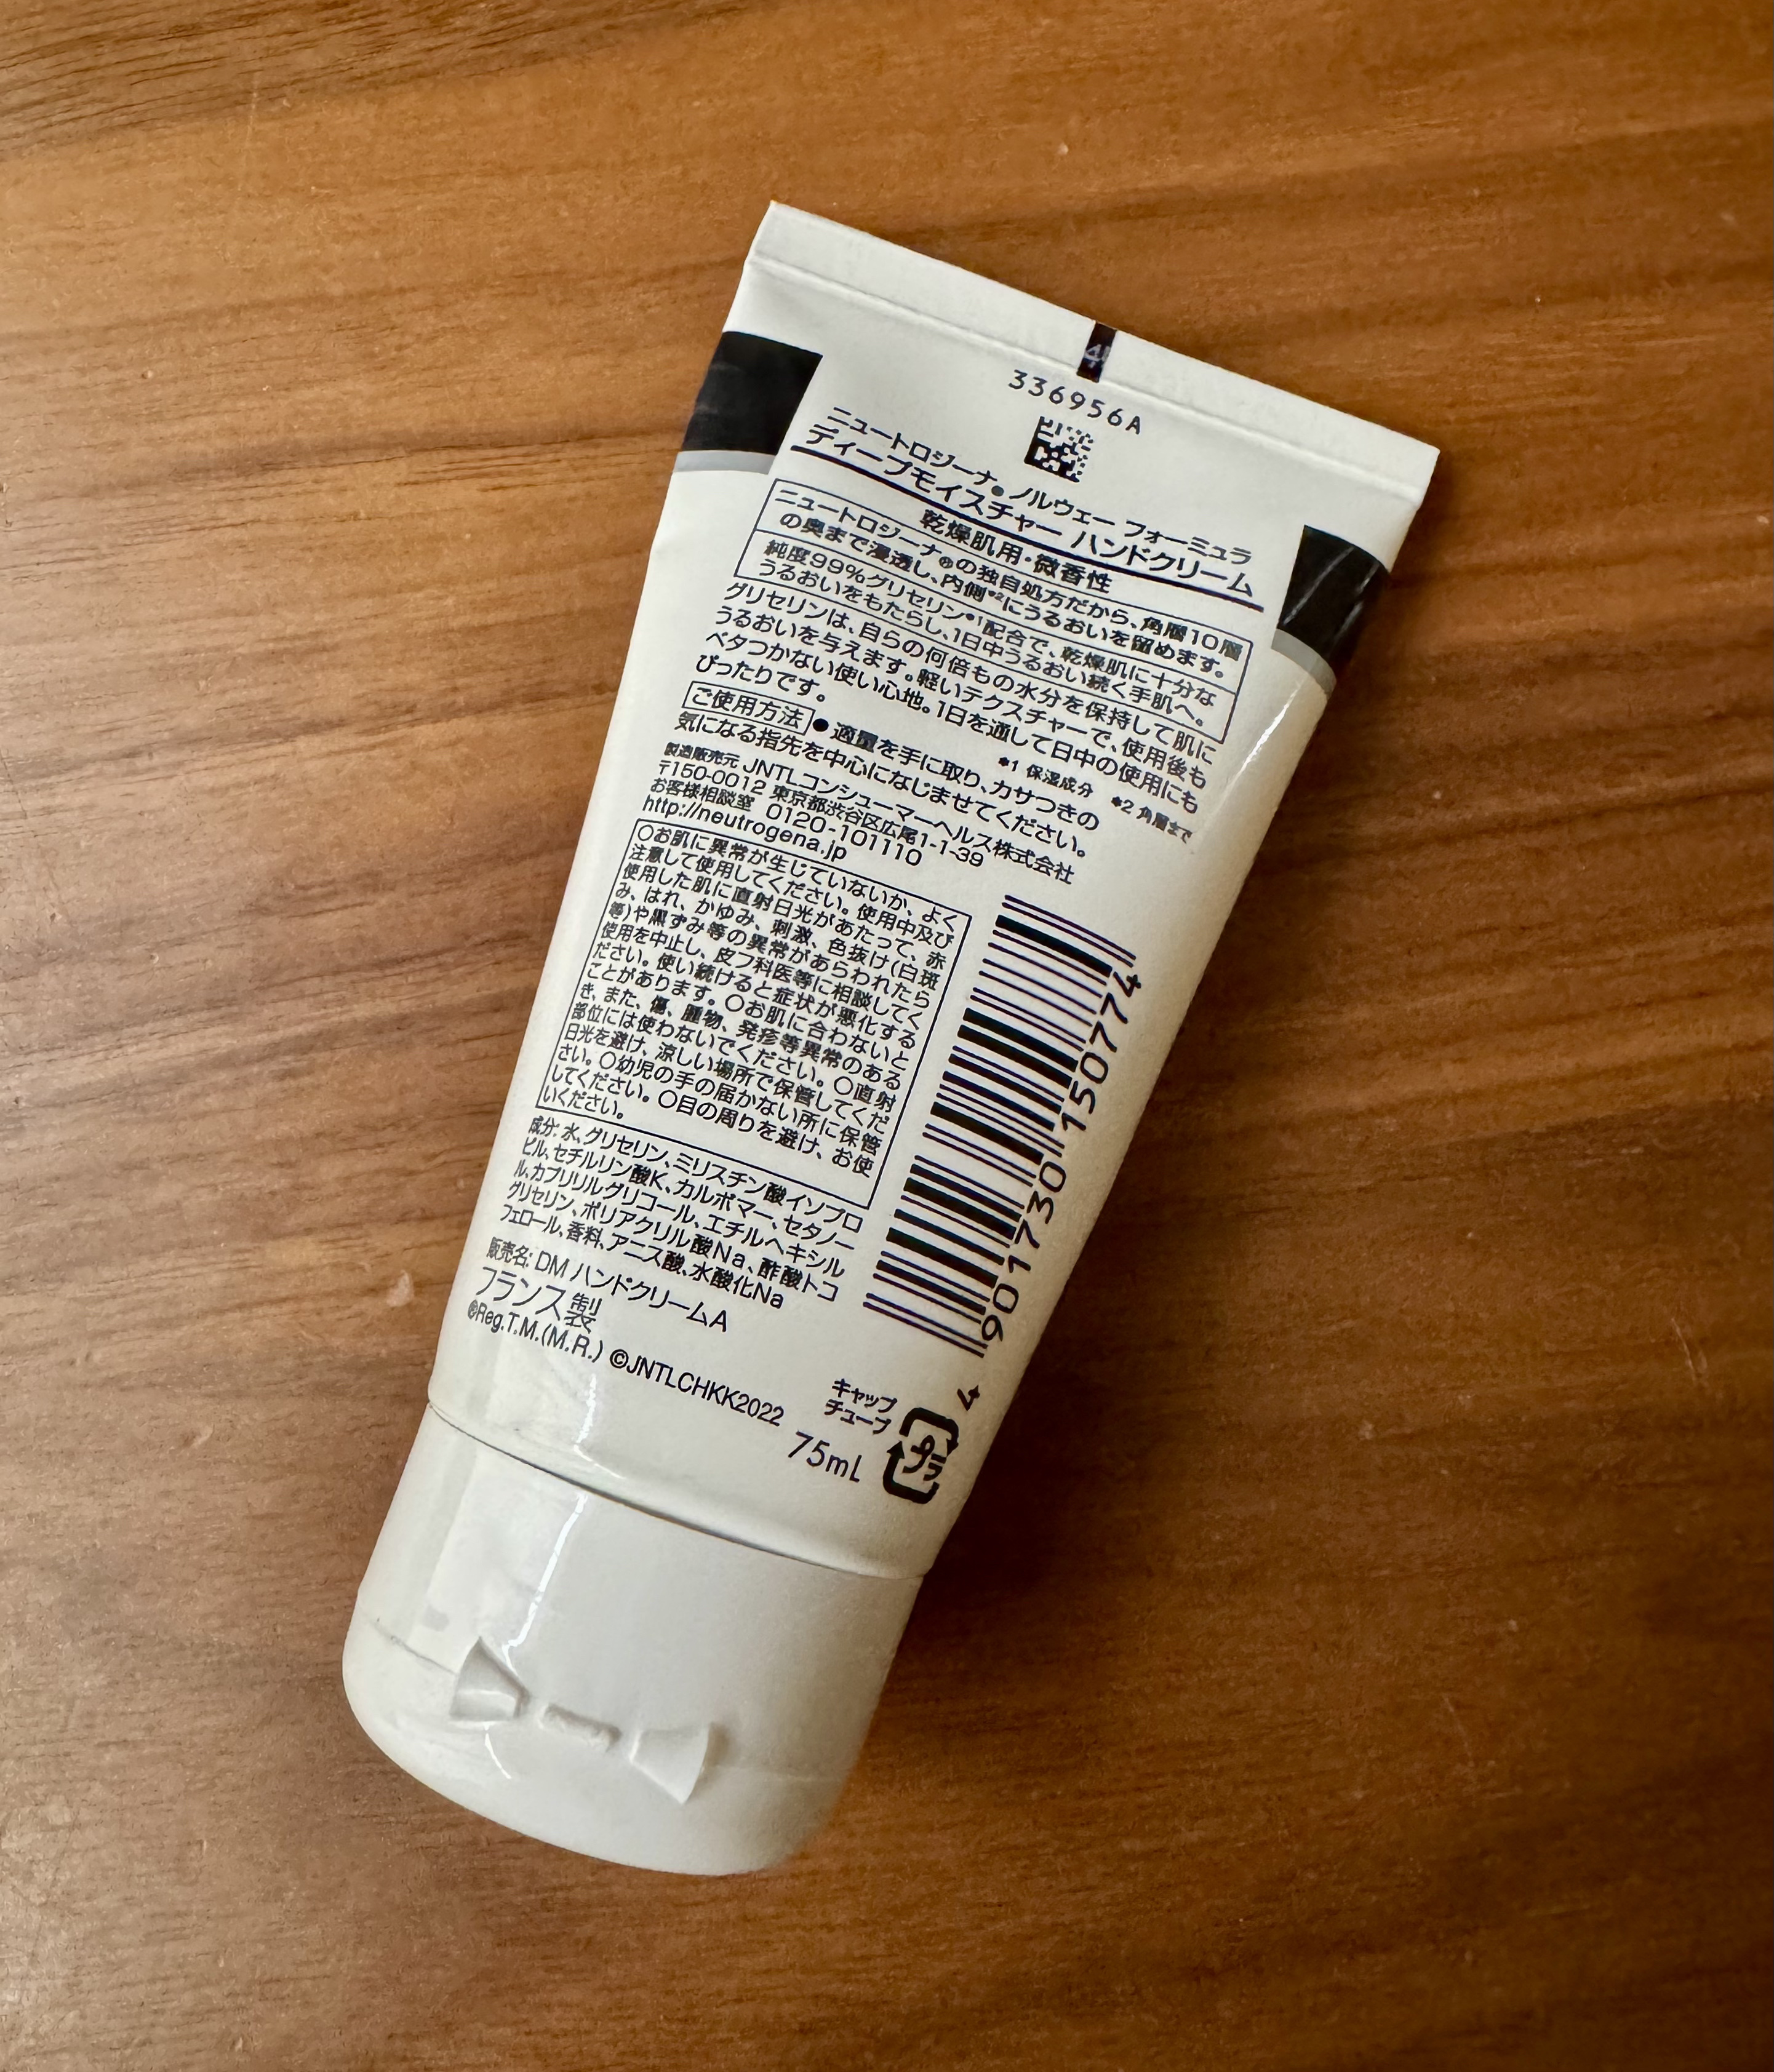 336956A
ニュートロジーナ® ノルウェー フォーミュラ
ディープモイスチャー ハンドクリーム
乾燥肌用・微香性
ニュートロジーナ®の独自処方だから、角層10層
の奥まで浸透し、内側*2にうるおいを留めます。
純度99%グリセリン*1配合で、乾燥肌に十分な
うるおいをもたらし、1日中うるおい続く手肌へ。
グリセリンは、自らの何倍もの水分を保持して肌に
うるおいを与えます。軽いテクスチャーで、使用後も
ベタつかない使い心地。1日を通して日中の使用にも
ぴったりです。
*1 保湿成分 *2 角層まで
ご使用方法 ●適量を手に取り、カサつきの
気になる指先を中心になじませてください。
製造販売元 JNTLコンシューマーヘルス株式会社
〒150-0012 東京都渋谷区広尾1-1-39
お客様相談室 0120-101110
http://neutrogena.jp
○お肌に異常が生じていないか、よく
注意して使用してください。使用中及び
使用した肌に直射日光があたって、赤
み、はれ、かゆみ、刺激、色抜け(白斑
等)や黒ずみ等の異常があらわれたら
使用を中止し、皮フ科医等に相談してく
ださい。使い続けると症状が悪化する
ことがあります。○お肌に合わないと
き、また、傷、腫物、発疹等異常のある
部位には使わないでください。○直射
日光を避け、涼しい場所で保管してくだ
さい。○幼児の手の届かない所に保管
してください。○目の周りを避け、お使
いください。
成分: 水、グリセリン、ミリスチン酸イソプロ
ピル、セチルリン酸K、カルボマー、セタノー
ル、カプリリルグリコール、エチルヘキシル
グリセリン、ポリアクリル酸Na、酢酸トコ
フェロール、香料、アニス酸、水酸化Na
販売名: DM ハンドクリームA
フランス製
®Reg.T.M.(M.R.) ©JNTLCHKK2022
4 901730 150774
キャップ
チューブ
プラ
75mL